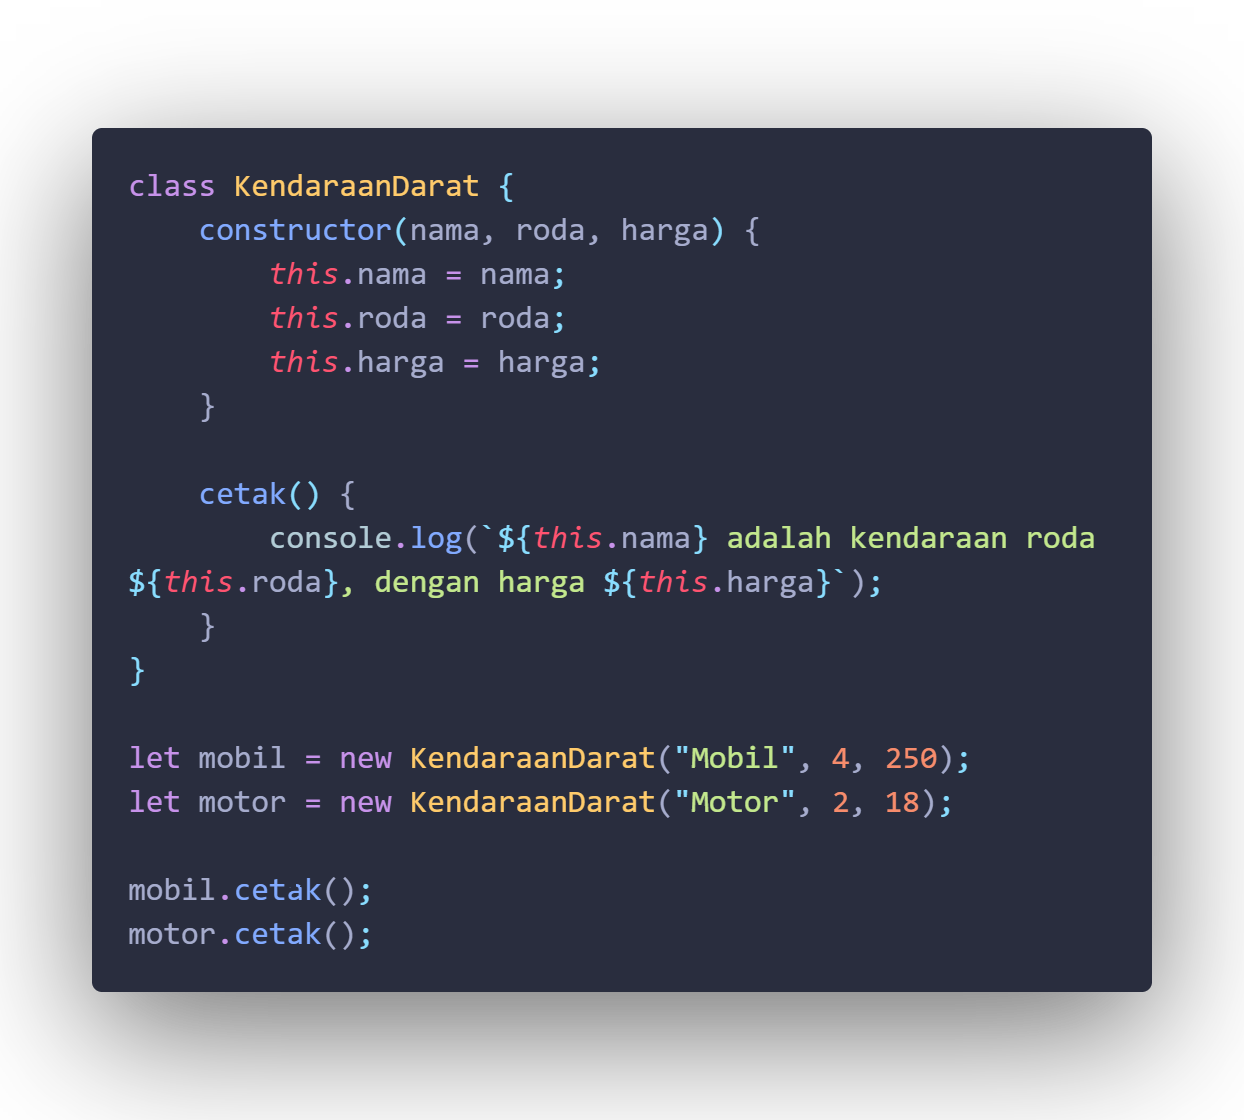 class KendaraanDarat {
    constructor(nama, roda, harga) {
        this.nama = nama;
        this.roda = roda;
        this.harga = harga;
    }

    cetak() {
        console.log(`${this.nama} adalah kendaraan roda
${this.roda}, dengan harga ${this.harga}`);
    }
}

let mobil = new KendaraanDarat("Mobil", 4, 250);
let motor = new KendaraanDarat("Motor", 2, 18);

mobil.cetak();
motor.cetak();